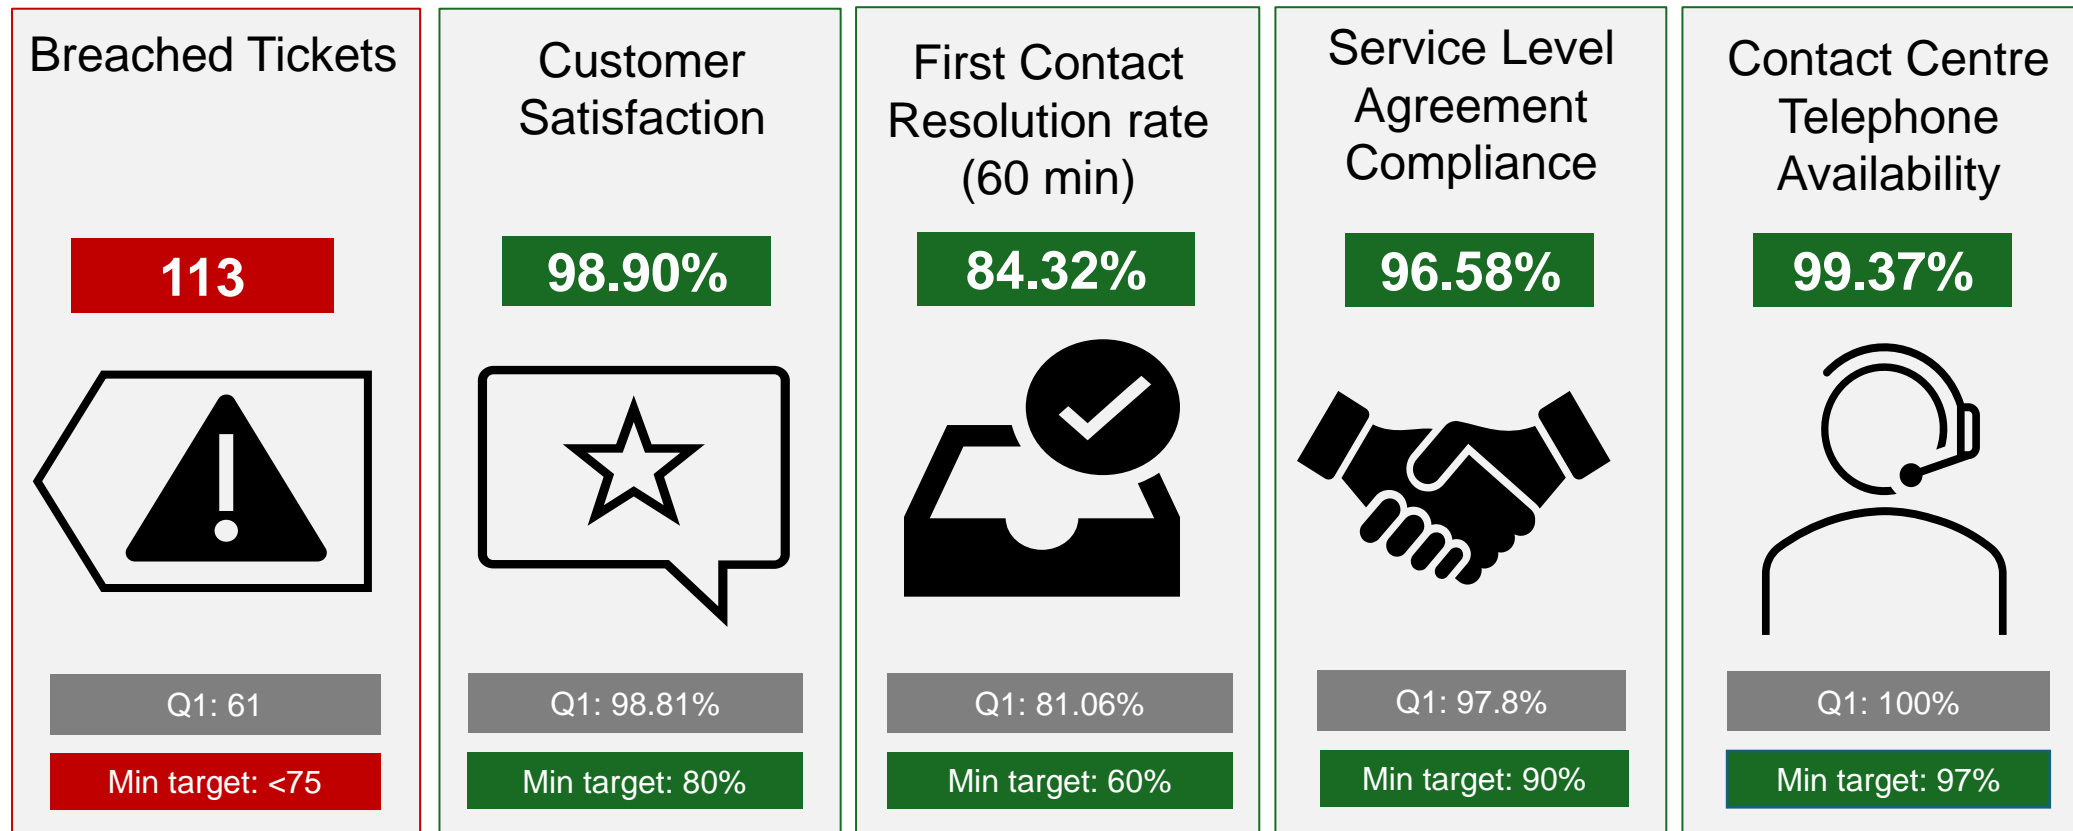 Breached Tickets
113
Q1: 61
Min target: <75
Customer
Satisfaction
98.90%
Q1: 98.81%
Min target: 80%
First Contact
Resolution rate
(60 min)
84.32%
Q1: 81.06%
Min target: 60%
Service Level
Agreement
Compliance
96.58%
Q1: 97.8%
Min target: 90%
Contact Centre
Telephone
Availability
99.37%
Q1: 100%
Min target: 97%